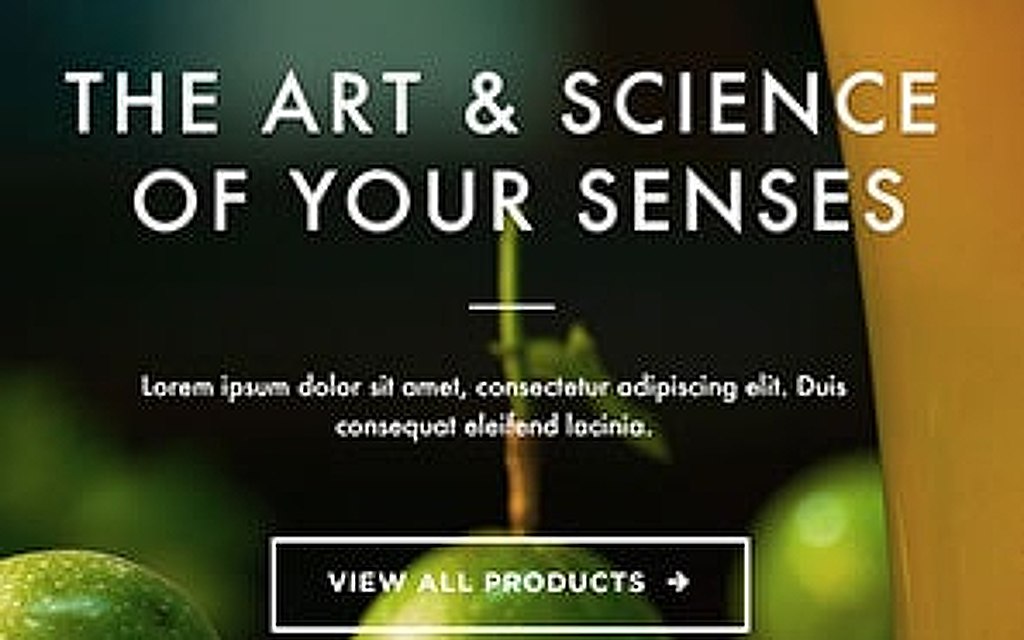 THE ART & SCIENCE
OF YOUR SENSES
Lorem ipsum dolor sit amet, consectetur adipiscing elit. Duis
consequat eleifend lacinia.
VIEW ALL PRODUCTS →